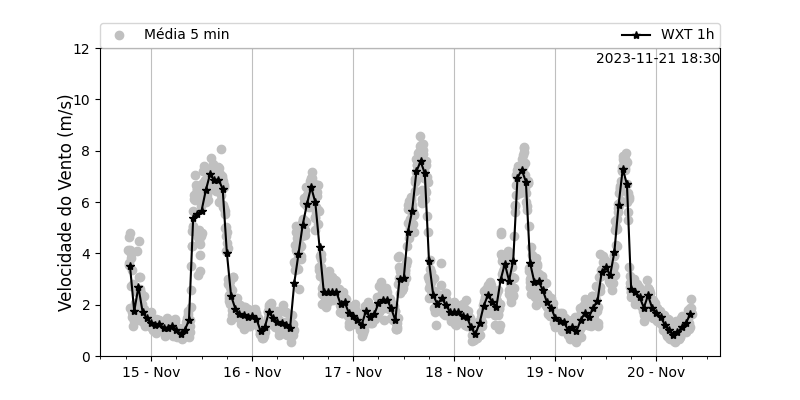 Média 5 min
WXT 1h
2023-11-21 18:30
Velocidade do Vento (m/s)
12
10
8
6
4
2
0
15 - Nov
16 - Nov
17 - Nov
18 - Nov
19 - Nov
20 - Nov